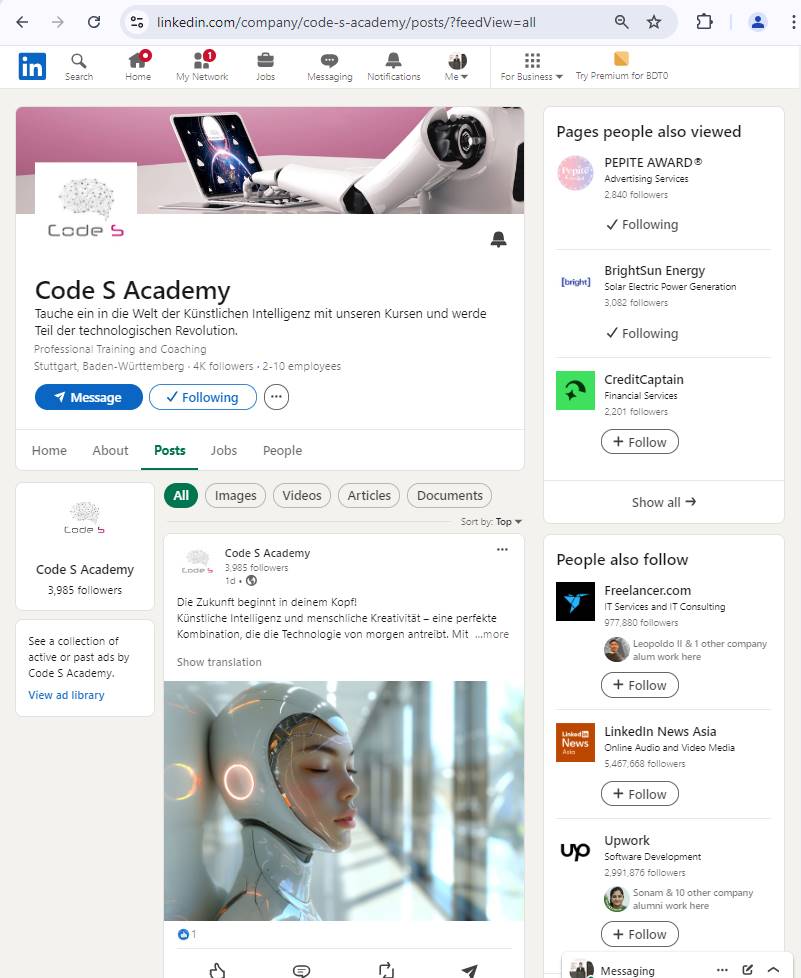 linkedin.com/company/code-s-academy/posts/?feedView=all
in
Search
Home
My Network
1
Jobs
Messaging
Notifications
Me
For Business
Try Premium for BDT0
Code S
Code S Academy
Tauche ein in die Welt der Künstlichen Intelligenz mit unseren Kursen und werde
Teil der technologischen Revolution.
Professional Training and Coaching
Stuttgart, Baden-Württemberg · 4K followers · 2-10 employees
Message
Following
Home
About
Posts
Jobs
People
Code S
Code S Academy
3,985 followers
See a collection of
active or past ads by
Code S Academy.
View ad library
All
Images
Videos
Articles
Documents
Sort by: Top
Code S
Code S Academy
3,985 followers
1d •
Die Zukunft beginnt in deinem Kopf!
Künstliche Intelligenz und menschliche Kreativität – eine perfekte
Kombination, die die Technologie von morgen antreibt. Mit ...more
Show translation
1
Pages people also viewed
Pepite
PEPITE AWARD®
Advertising Services
2,840 followers
Following
[bright]
BrightSun Energy
Solar Electric Power Generation
3,082 followers
Following
CreditCaptain
Financial Services
2,201 followers
+ Follow
Show all →
People also follow
Freelancer.com
IT Services and IT Consulting
977,880 followers
Leopoldo II & 1 other company
alum work here
+ Follow
Linked in
News
Asia
LinkedIn News Asia
Online Audio and Video Media
5,467,668 followers
+ Follow
up
Upwork
Software Development
2,991,876 followers
Sonam & 10 other company
alumni work here
+ Follow
Messaging